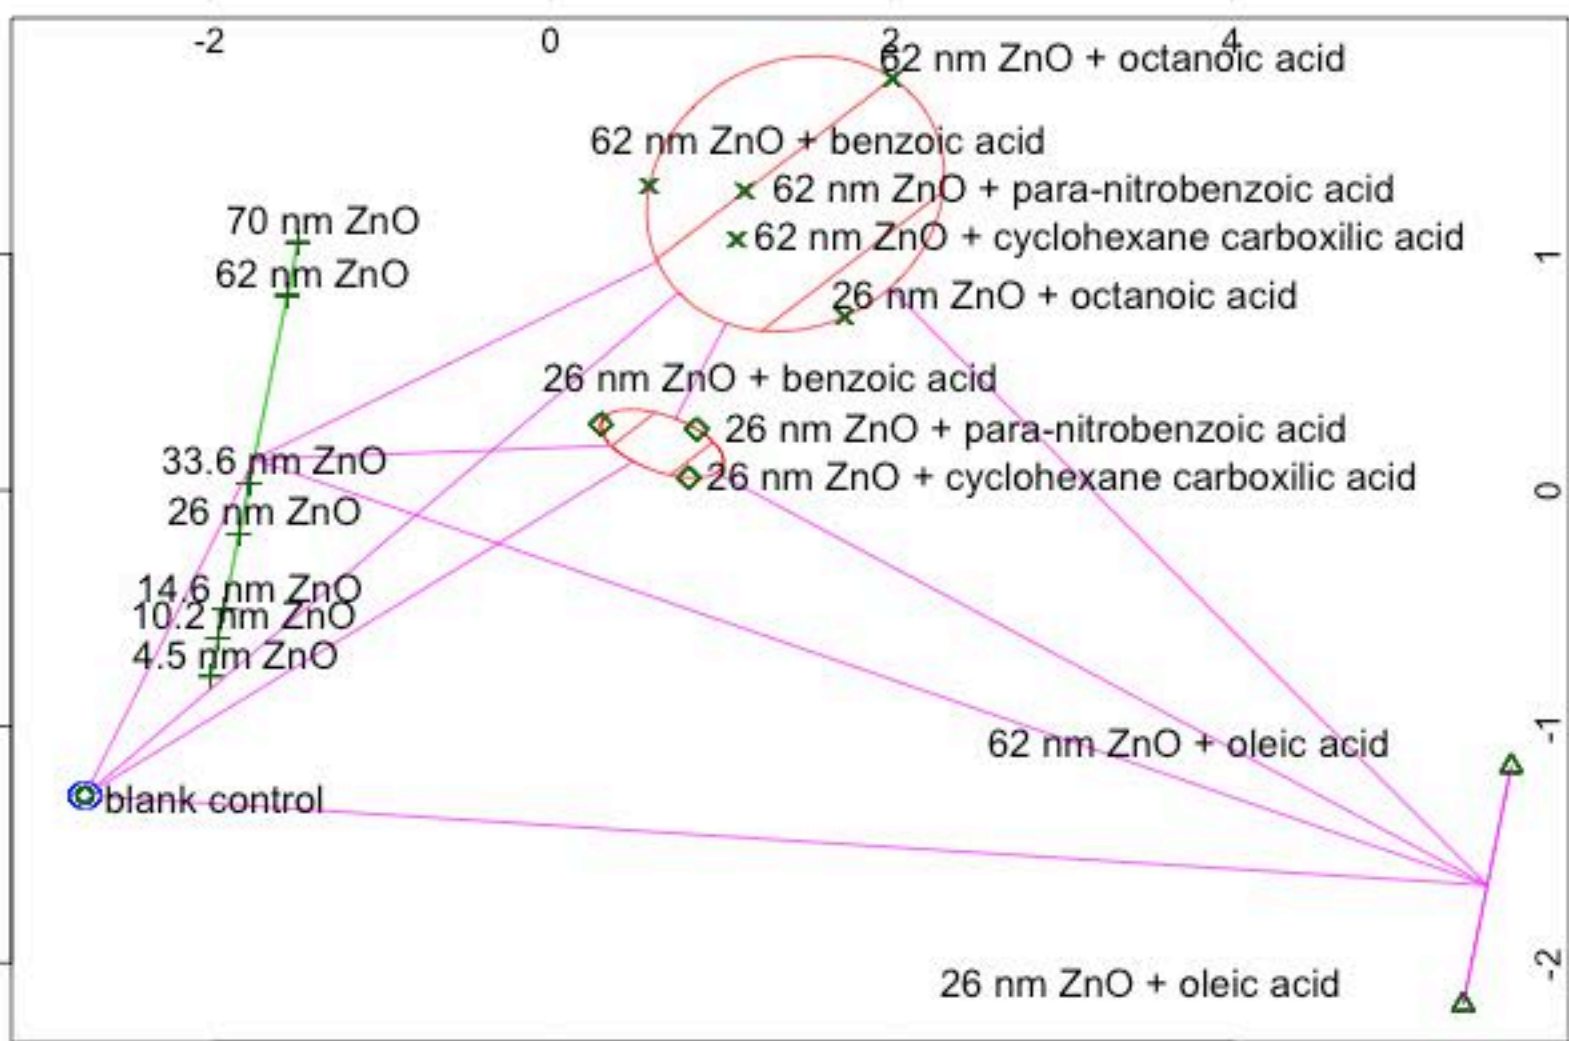 -2 0 2 4
62 nm ZnO + octanoic acid
62 nm ZnO + benzoic acid
62 nm ZnO + para-nitrobenzoic acid
70 nm ZnO
62 nm ZnO + cyclohexane carboxilic acid
1
62 nm ZnO
26 nm ZnO + octanoic acid
26 nm ZnO + benzoic acid
26 nm ZnO + para-nitrobenzoic acid
33.6 nm ZnO
26 nm ZnO + cyclohexane carboxilic acid
0
26 nm ZnO
14.6 nm ZnO
10.2 nm ZnO
4.5 nm ZnO
-1
62 nm ZnO + oleic acid
blank control
-2
26 nm ZnO + oleic acid